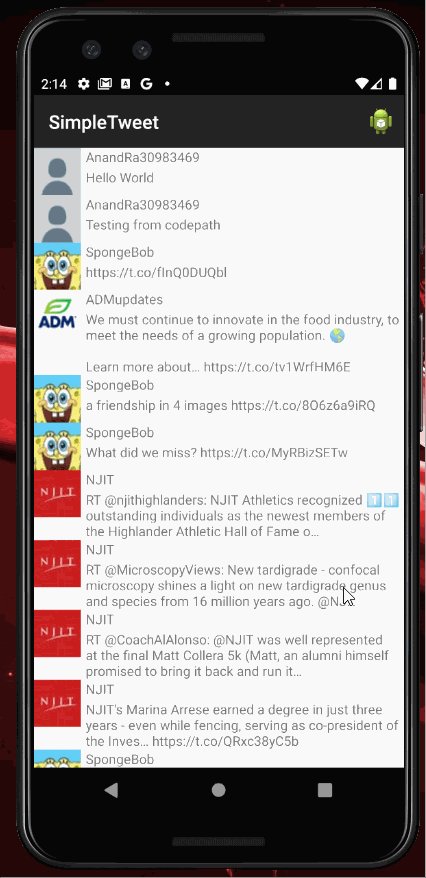 2:14
SimpleTweet
AnandRa30983469
Hello World
AnandRa30983469
Testing from codepath
SpongeBob
https://t.co/fInQ0DUQbl
ADMupdates
We must continue to innovate in the food industry, to
meet the needs of a growing population. 🌎
Learn more about… https://t.co/tv1WrfHM6E
SpongeBob
a friendship in 4 images https://t.co/8O6z6a9iRQ
SpongeBob
What did we miss? https://t.co/MyRBizSETw
NJIT
RT @njithighlanders: NJIT Athletics recognized 1️⃣1️⃣
outstanding individuals as the newest members of
the Highlander Athletic Hall of Fame o…
NJIT
RT @MicroscopyViews: New tardigrade - confocal
microscopy shines a light on new tardigrade genus
and species from 16 million years ago. @NJ…
NJIT
RT @CoachAlAlonso: @NJIT was well represented
at the final Matt Collera 5k (Matt, an alumni himself
promised to bring it back and run it…
NJIT
NJIT's Marina Arrese earned a degree in just three
years - even while fencing, serving as co-president of
the Inves… https://t.co/QRxc38yC5b
SpongeBob
ADM
NJIT
NJIT
NJIT
NJIT